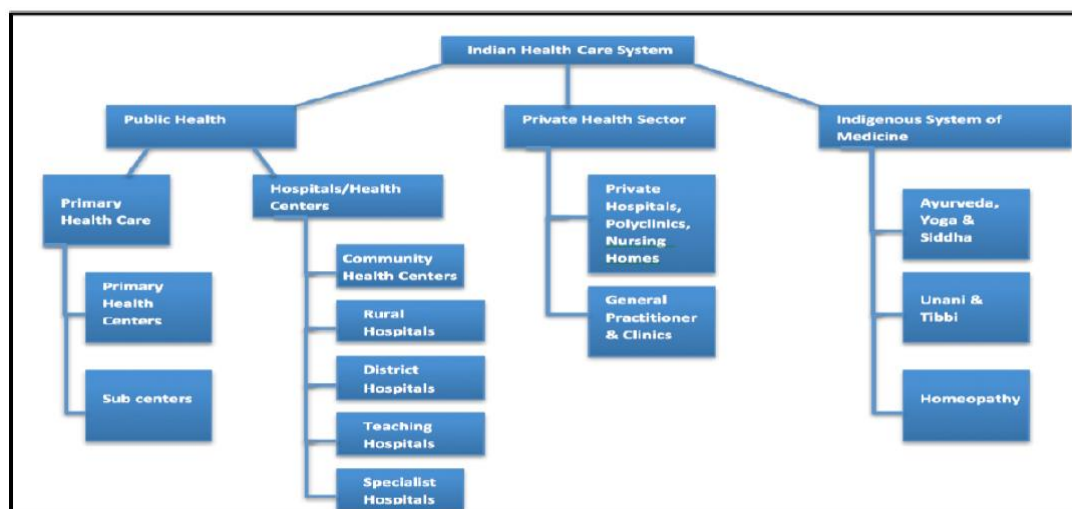 Indian Health Care System
Public Health
Private Health Sector
Indigenous System of
Medicine
Primary
Health Care
Hospitals/Health
Centers
Primary
Health
Centers
Sub centers
Community
Health Centers
Rural
Hospitals
District
Hospitals
Teaching
Hospitals
Specialist
Hospitals
Private
Hospitals,
Polyclinics,
Nursing
Homes
General
Practitioner
& Clinics
Ayurveda,
Yoga &
Siddha
Unani &
Tibbi
Homeopathy